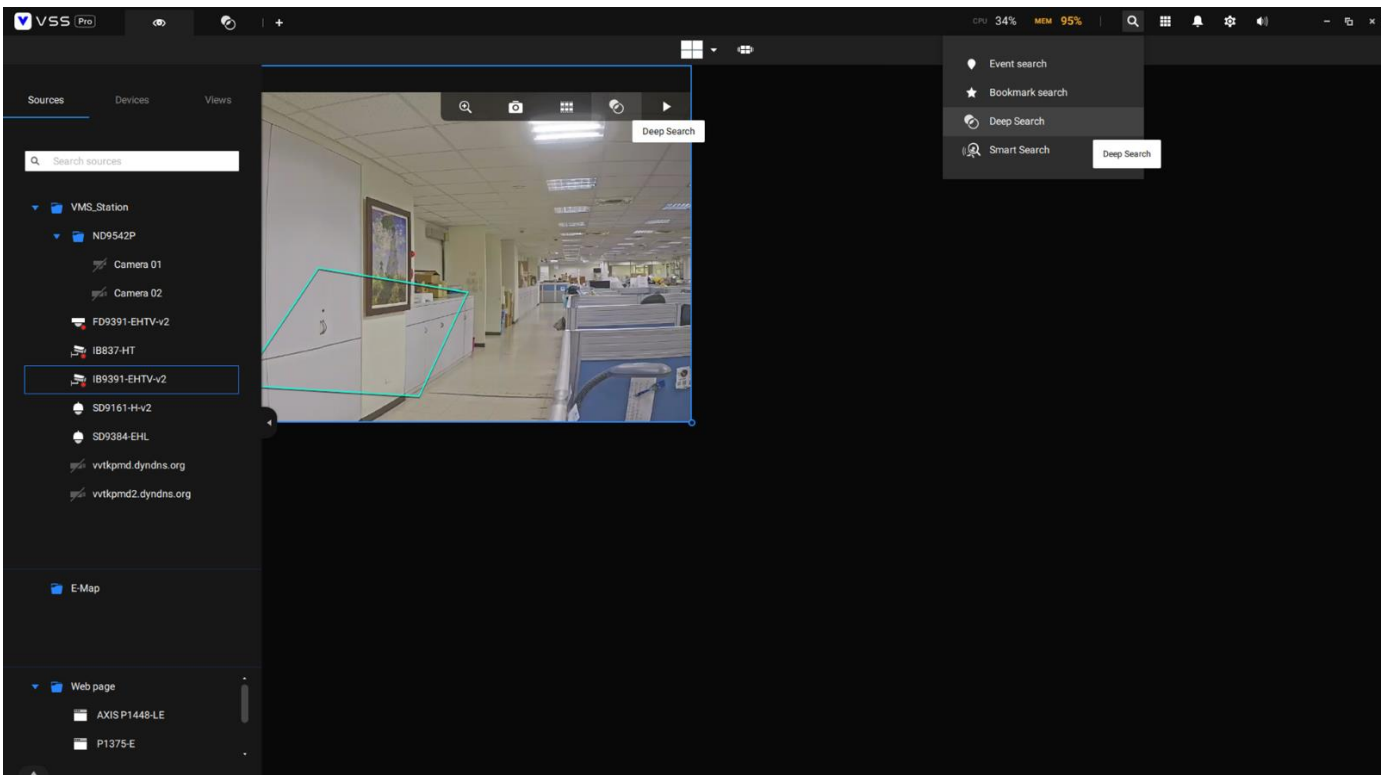 VSS Pro
CPU 34% MEM 95%
Event search
Bookmark search
Deep Search
Smart Search
Deep Search
Sources Devices Views
Deep Search
Search sources
VMS_Station
ND9542P
Camera 01
Camera 02
FD9391-EHTV-v2
IB837-HT
IB9391-EHTV-v2
SD9161-H-v2
SD9384-EHL
vvtkpmd.dyndns.org
vvtkpmd2.dyndns.org
E-Map
Web page
AXIS P1448-LE
P1375-E